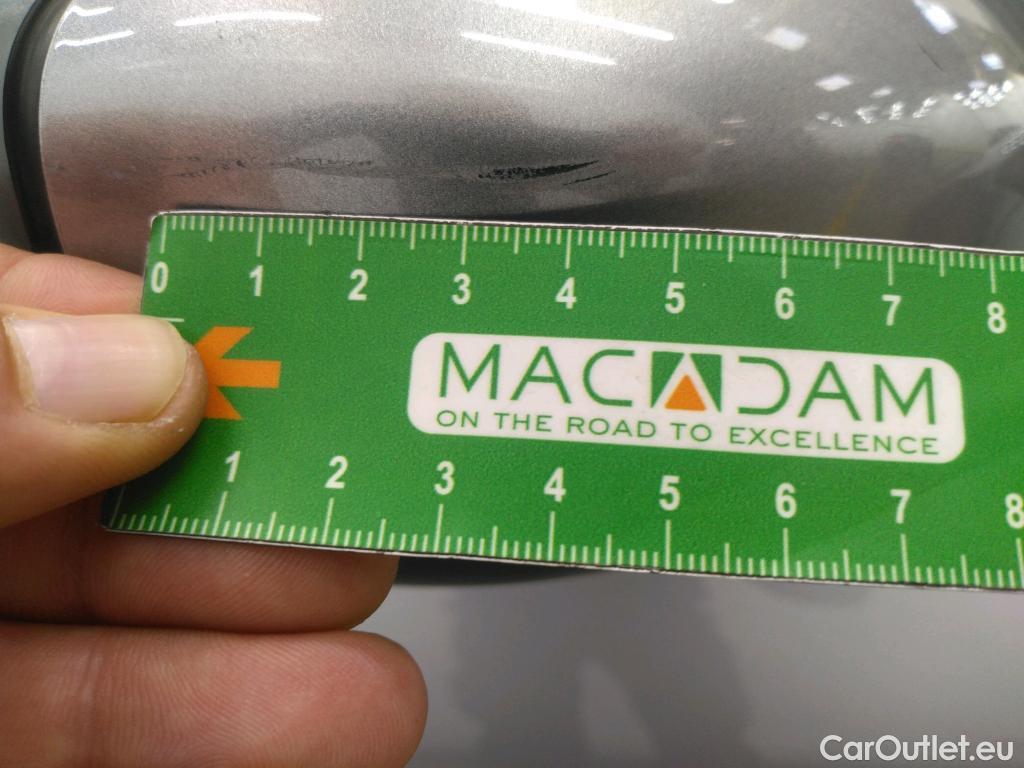 0 1 2 3 4 5 6 7 8
MACADAM
ON THE ROAD TO EXCELLENCE
1 2 3 4 5 6 7 8
CarOutlet.eu